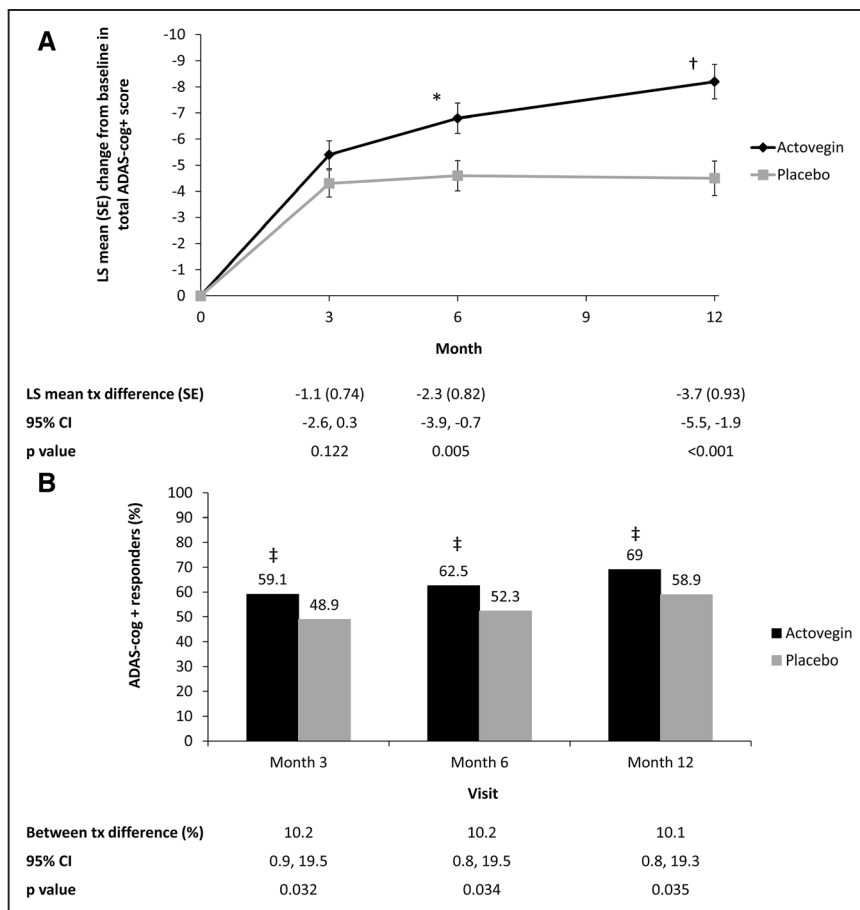 A
LS mean (SE) change from baseline in
total ADAS-cog+ score
-10
-9
-8
-7
-6
-5
-4
-3
-2
-1
0
*
†
Actovegin
Placebo
0 3 6 9 12
Month
LS mean tx difference (SE) -1.1 (0.74) -2.3 (0.82) -3.7 (0.93)
95% CI -2.6, 0.3 -3.9, -0.7 -5.5, -1.9
p value 0.122 0.005 <0.001
B
ADAS-cog + responders (%)
100
90
80
70
60
50
40
30
20
10
0
‡ ‡ ‡
59.1 48.9 62.5 52.3 69 58.9
Actovegin
Placebo
Month 3 Month 6 Month 12
Visit
Between tx difference (%) 10.2 10.2 10.1
95% CI 0.9, 19.5 0.8, 19.5 0.8, 19.3
p value 0.032 0.034 0.035